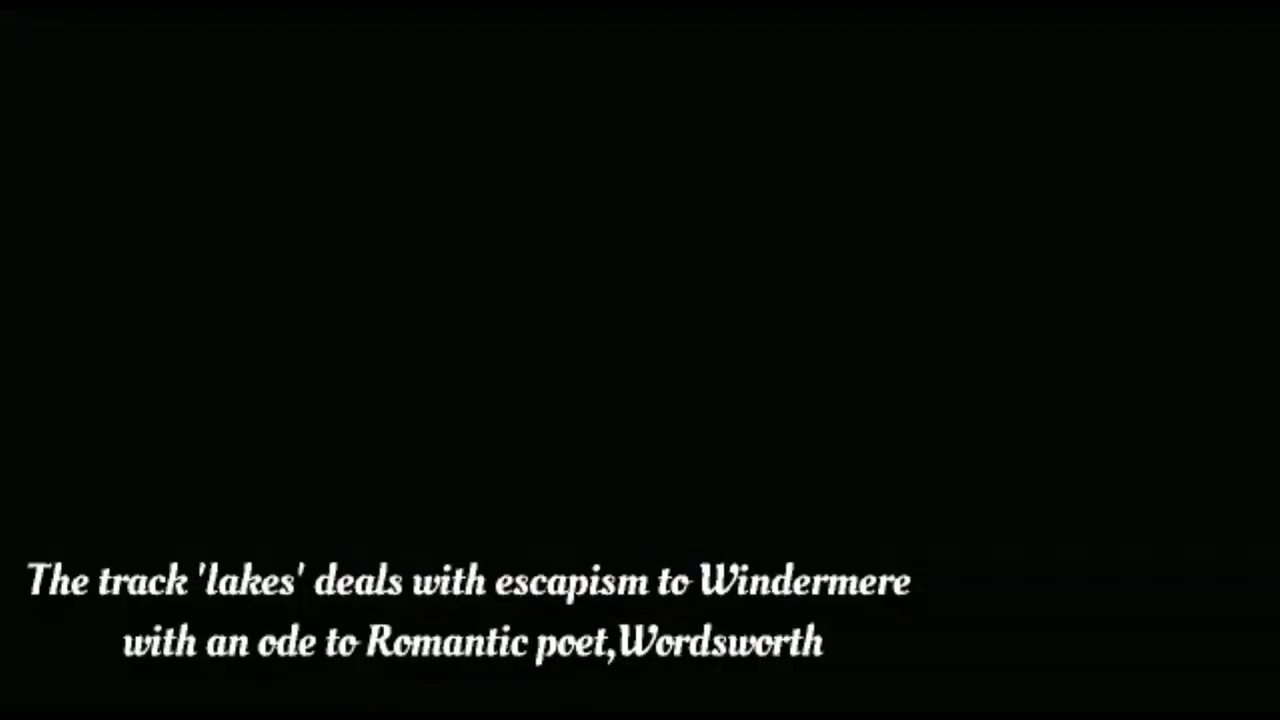 The track 'lakes' deals with escapism to Windermere
with an ode to Romantic poet,Wordsworth